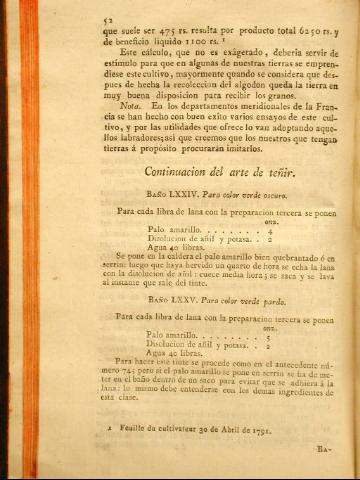 52
que suele ser 475 rs. resulta por producto total 6250 rs. y
de beneficio líquido 1100 rs. ¹
Este cálculo, que no es exâgerado, deberia servir de
estímulo para que en algunas de nuestras tierras se empren-
diese este cultivo, mayormente quando se considera que des-
pues de hecha la recoleccion del algodon queda la tierra en
muy buena disposicion para recibir los granos.
Nota. En los departamentos meridionales de la Fran-
cia se han hecho con buen exîto varios ensayos de este cul-
tivo, y por las utilidades que ofrece lo van adoptando aque-
llos labradores; asi que creemos que los nuestros que tengan
tierras á propósito procurarán imitarlos.
Continuacion del arte de teñir.
BAÑO LXXIV. Para color verde oscuro.
Para cada libra de lana con la preparacion tercera se ponen
onz.
Palo amarillo. . . . . . . . 4
Disolucion de añil y potasa. . 2
Agua 40 libras.
Se pone en la caldera el palo amarillo bien quebrantado ó en
serrin: luego que haya hervido un quarto de hora se echa la lana
con la disolucion de añil: cuece media hora; se saca y se lava
al instante que sale del tinte.
BAÑO LXXV. Para color verde pardo.
Para cada libra de lana con la preparacion tercera se ponen
onz.
Palo amarillo. . . . . . . . 5
Disolucion de añil y potasa. . 2
Agua 40 libras.
Para hacer este tinte se procede como en el antecedente nú-
mero 74; pero si el palo amarillo se pone en serrin se ha de me-
ter en el baño dentro de un saco para evitar que se adhiera á la
lana: lo mismo debe entenderse con los demas ingredientes de
esta clase.
1 Feuille du cultivateur 30 de Abril de 1791.
BA-